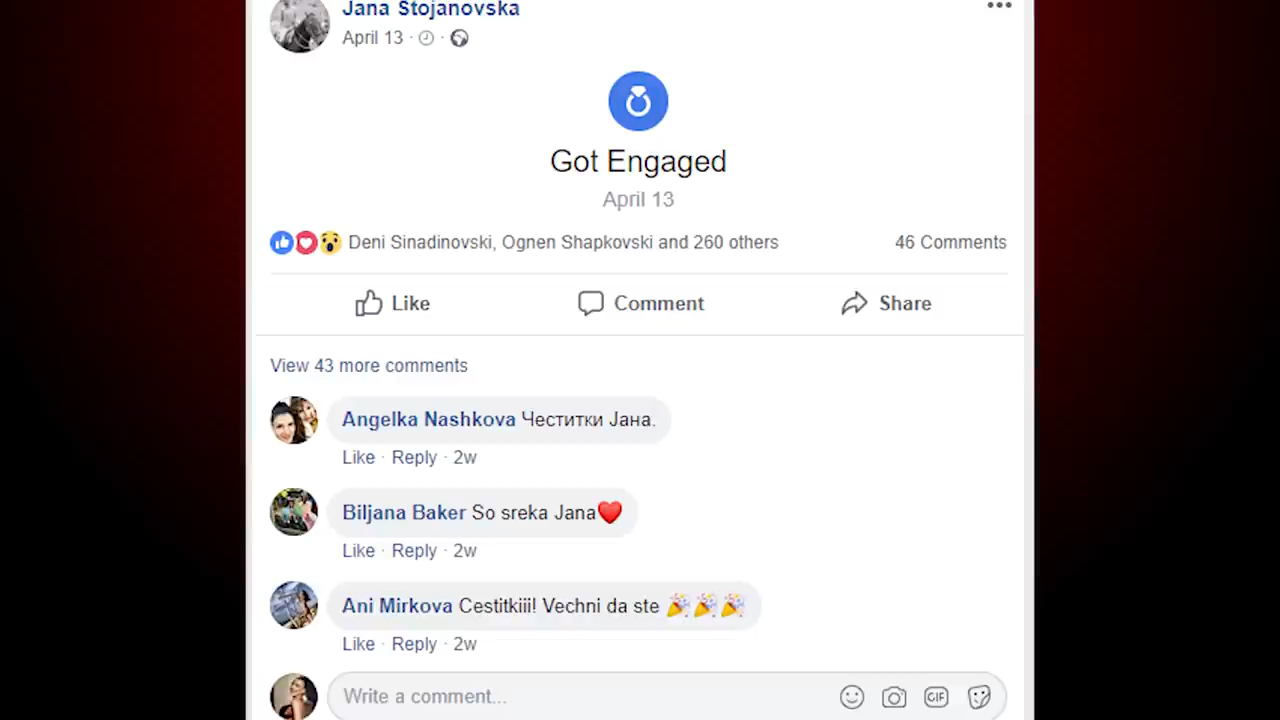 Jana Stojanovska
April 13
Got Engaged
April 13
Deni Sinadinovski, Ognen Shapkovski and 260 others 46 Comments
Like Comment Share
View 43 more comments
Angelka Nashkova Честитки Јана.
Like · Reply · 2w
Biljana Baker So sreka Jana❤️
Like · Reply · 2w
Ani Mirkova Cestitkiii! Vechni da ste 🎉🎉🎉
Like · Reply · 2w
Write a comment... GIF